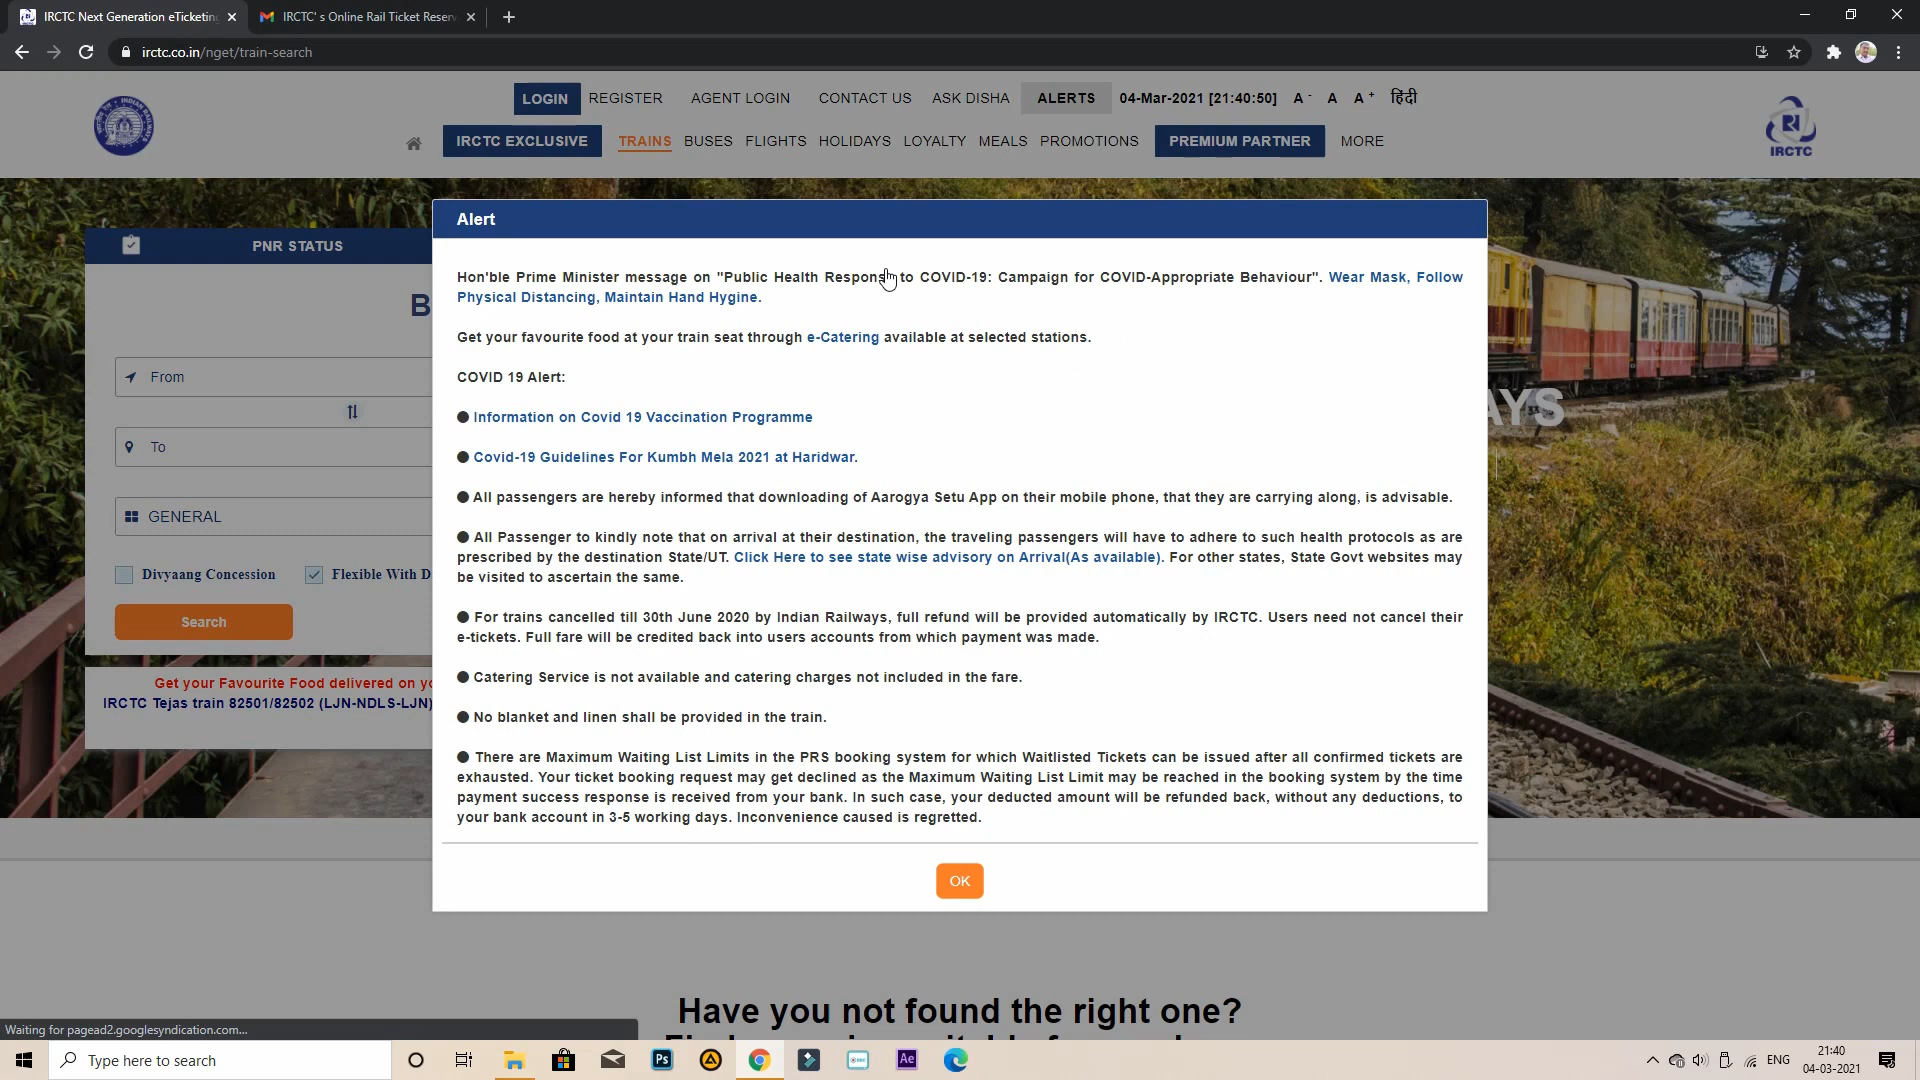 IRCTC Next Generation eTicketing
IRCTC' s Online Rail Ticket Reserv
irctc.co.in/nget/train-search
LOGIN REGISTER AGENT LOGIN CONTACT US ASK DISHA ALERTS 04-Mar-2021 [21:40:50] A- A A+ हिंदी
IRCTC EXCLUSIVE TRAINS BUSES FLIGHTS HOLIDAYS LOYALTY MEALS PROMOTIONS PREMIUM PARTNER MORE
IRCTC
PNR STATUS
B
From
To
GENERAL
Divyaang Concession Flexible With D
Search
Get your Favourite Food delivered on yo
IRCTC Tejas train 82501/82502 (LJN-NDLS-LJN)
AYS
Alert
Hon'ble Prime Minister message on "Public Health Respons to COVID-19: Campaign for COVID-Appropriate Behaviour". Wear Mask, Follow
Physical Distancing, Maintain Hand Hygine.
Get your favourite food at your train seat through e-Catering available at selected stations.
COVID 19 Alert:
● Information on Covid 19 Vaccination Programme
● Covid-19 Guidelines For Kumbh Mela 2021 at Haridwar.
● All passengers are hereby informed that downloading of Aarogya Setu App on their mobile phone, that they are carrying along, is advisable.
● All Passenger to kindly note that on arrival at their destination, the traveling passengers will have to adhere to such health protocols as are
prescribed by the destination State/UT. Click Here to see state wise advisory on Arrival(As available). For other states, State Govt websites may
be visited to ascertain the same.
● For trains cancelled till 30th June 2020 by Indian Railways, full refund will be provided automatically by IRCTC. Users need not cancel their
e-tickets. Full fare will be credited back into users accounts from which payment was made.
● Catering Service is not available and catering charges not included in the fare.
● No blanket and linen shall be provided in the train.
● There are Maximum Waiting List Limits in the PRS booking system for which Waitlisted Tickets can be issued after all confirmed tickets are
exhausted. Your ticket booking request may get declined as the Maximum Waiting List Limit may be reached in the booking system by the time
payment success response is received from your bank. In such case, your deducted amount will be refunded back, without any deductions, to
your bank account in 3-5 working days. Inconvenience caused is regretted.
OK
Have you not found the right one?
Waiting for pagead2.googlesyndication.com...
Type here to search
Ps
Ae
ENG
21:40
04-03-2021